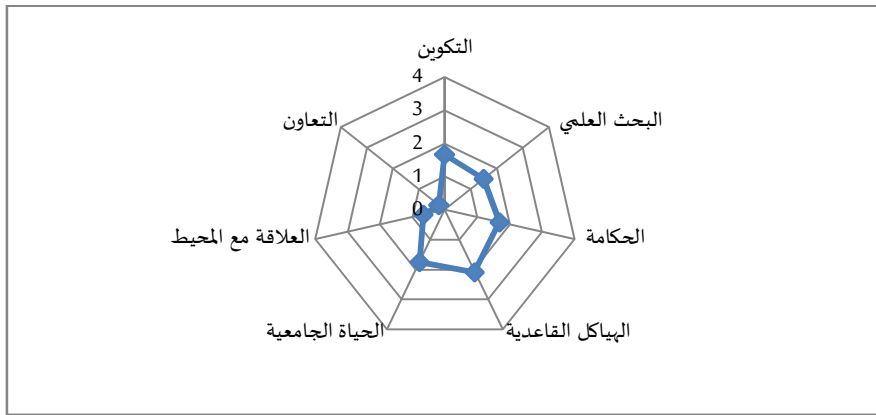 التكوين
4
3
2
1
0
البحث العلمي
الحكامة
الهياكل القاعدية
الحياة الجامعية
العلاقة مع المحيط
التعاون